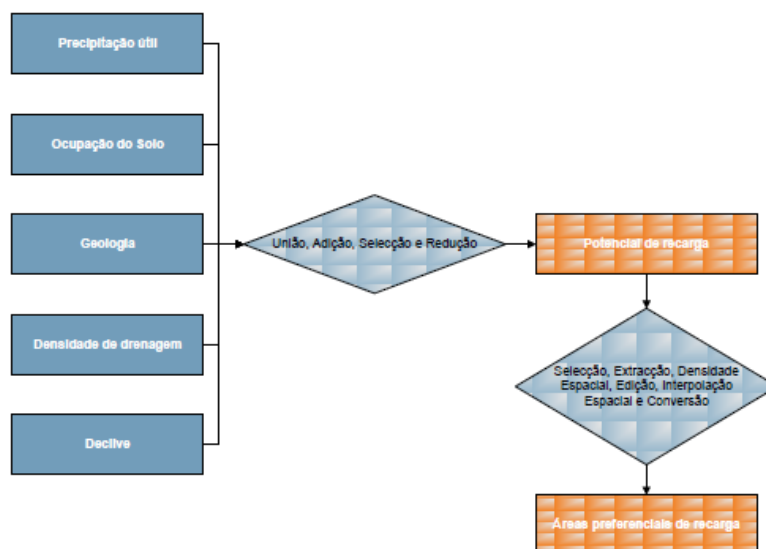 Precipitação útil
Ocupação do Solo
Geologia
Densidade de drenagem
Declive
União, Adição, Selecção e Redução
Potencial de recarga
Selecção, Extracção, Densidade
Espacial, Edição, Interpolação
Espacial e Conversão
Áreas preferenciais de recarga